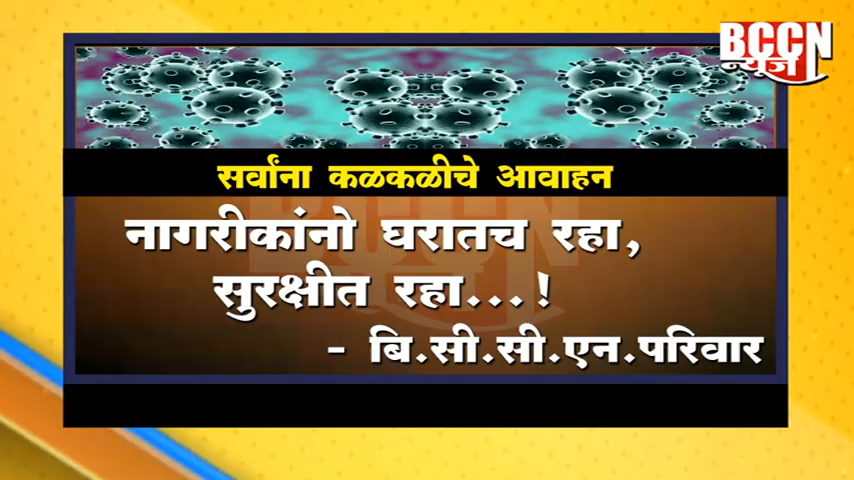 BCCN
न्यूज
सर्वांना कळकळीचे आवाहन
नागरीकांनो घरातच रहा,
सुरक्षीत रहा...!
- बि.सी.सी.एन.परिवार